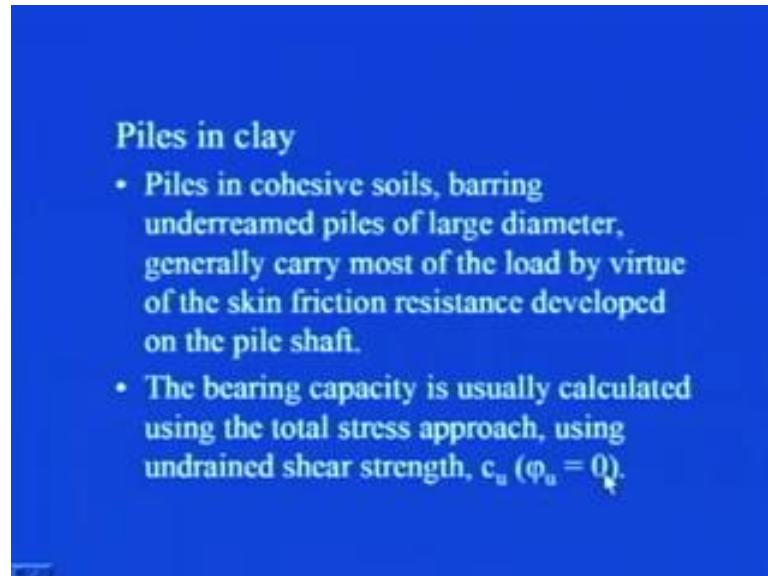 Piles in clay
• Piles in cohesive soils, barring
underreamed piles of large diameter,
generally carry most of the load by virtue
of the skin friction resistance developed
on the pile shaft.
• The bearing capacity is usually calculated
using the total stress approach, using
undrained shear strength, cᵤ (φᵤ = 0).